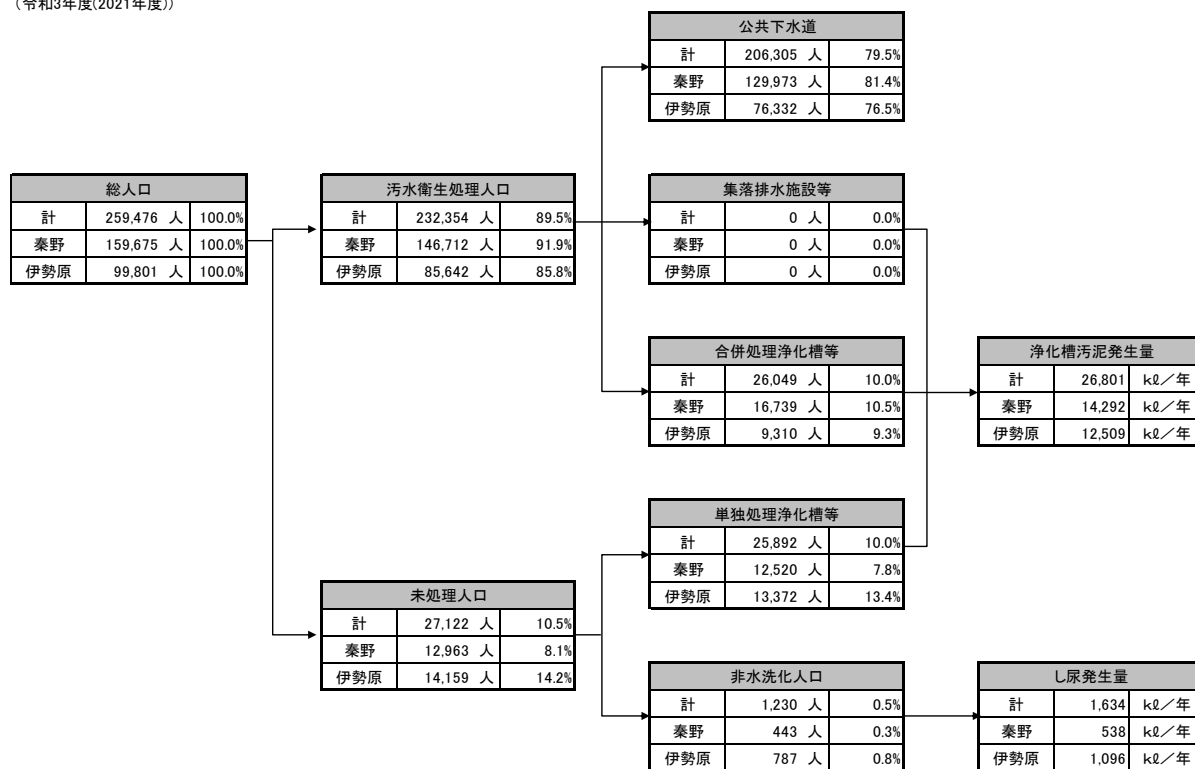 （令和3年度(2021年度)）
公共下水道
計 206,305 人 79.5%
秦野 129,973 人 81.4%
伊勢原 76,332 人 76.5%
総人口
計 259,476 人 100.0%
秦野 159,675 人 100.0%
伊勢原 99,801 人 100.0%
汚水衛生処理人口
計 232,354 人 89.5%
秦野 146,712 人 91.9%
伊勢原 85,642 人 85.8%
集落排水施設等
計 0 人 0.0%
秦野 0 人 0.0%
伊勢原 0 人 0.0%
合併処理浄化槽等
計 26,049 人 10.0%
秦野 16,739 人 10.5%
伊勢原 9,310 人 9.3%
浄化槽汚泥発生量
計 26,801 kℓ／年
秦野 14,292 kℓ／年
伊勢原 12,509 kℓ／年
単独処理浄化槽等
計 25,892 人 10.0%
秦野 12,520 人 7.8%
伊勢原 13,372 人 13.4%
未処理人口
計 27,122 人 10.5%
秦野 12,963 人 8.1%
伊勢原 14,159 人 14.2%
非水洗化人口
計 1,230 人 0.5%
秦野 443 人 0.3%
伊勢原 787 人 0.8%
し尿発生量
計 1,634 kℓ／年
秦野 538 kℓ／年
伊勢原 1,096 kℓ／年